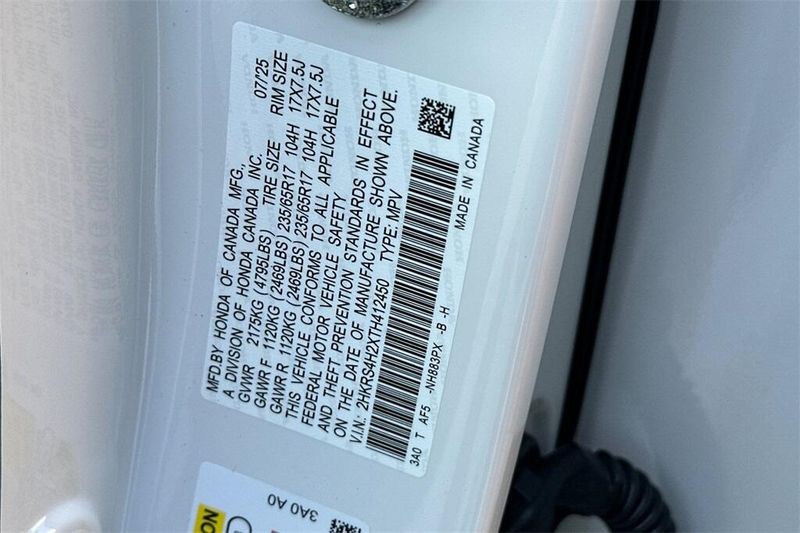 MFD.BY HONDA OF CANADA MFG.,
A DIVISION OF HONDA CANADA INC. 07/25
GVWR 2175KG (4795LBS) TIRE SIZE RIM SIZE
GAWR F 1120KG (2469LBS) 235/65R17 104H 17X7.5J
GAWR R 1120KG (2469LBS) 235/65R17 104H 17X7.5J
THIS VEHICLE CONFORMS TO ALL APPLICABLE
FEDERAL MOTOR VEHICLE SAFETY
AND THEFT PREVENTION STANDARDS IN EFFECT
ON THE DATE OF MANUFACTURE SHOWN ABOVE.
V.I.N.: 2HKRS4H2XTH412450 TYPE: MPV
3A0 T AF5 -NH883PX -B -H
MADE IN CANADA
3A0 A0